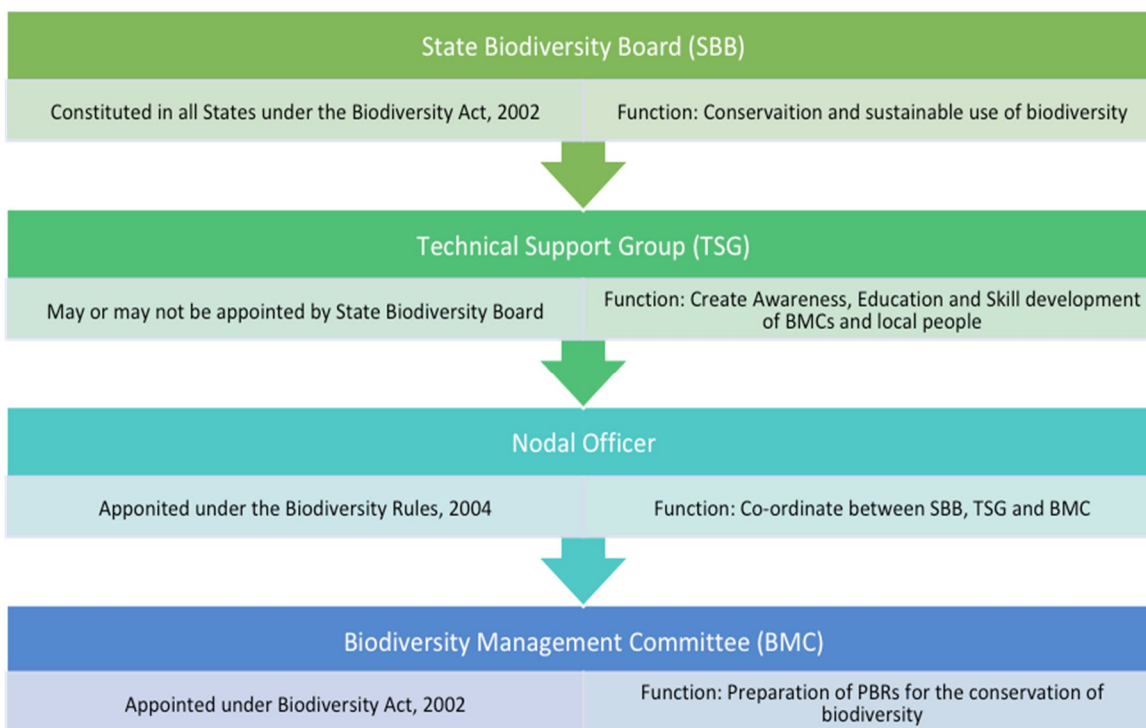 State Biodiversity Board (SBB)
Constituted in all States under the Biodiversity Act, 2002
Function: Conservaition and sustainable use of biodiversity
Technical Support Group (TSG)
May or may not be appointed by State Biodiversity Board
Function: Create Awareness, Education and Skill development
of BMCs and local people
Nodal Officer
Apponited under the Biodiversity Rules, 2004
Function: Co-ordinate between SBB, TSG and BMC
Biodiversity Management Committee (BMC)
Appointed under Biodiversity Act, 2002
Function: Preparation of PBRs for the conservation of
biodiversity